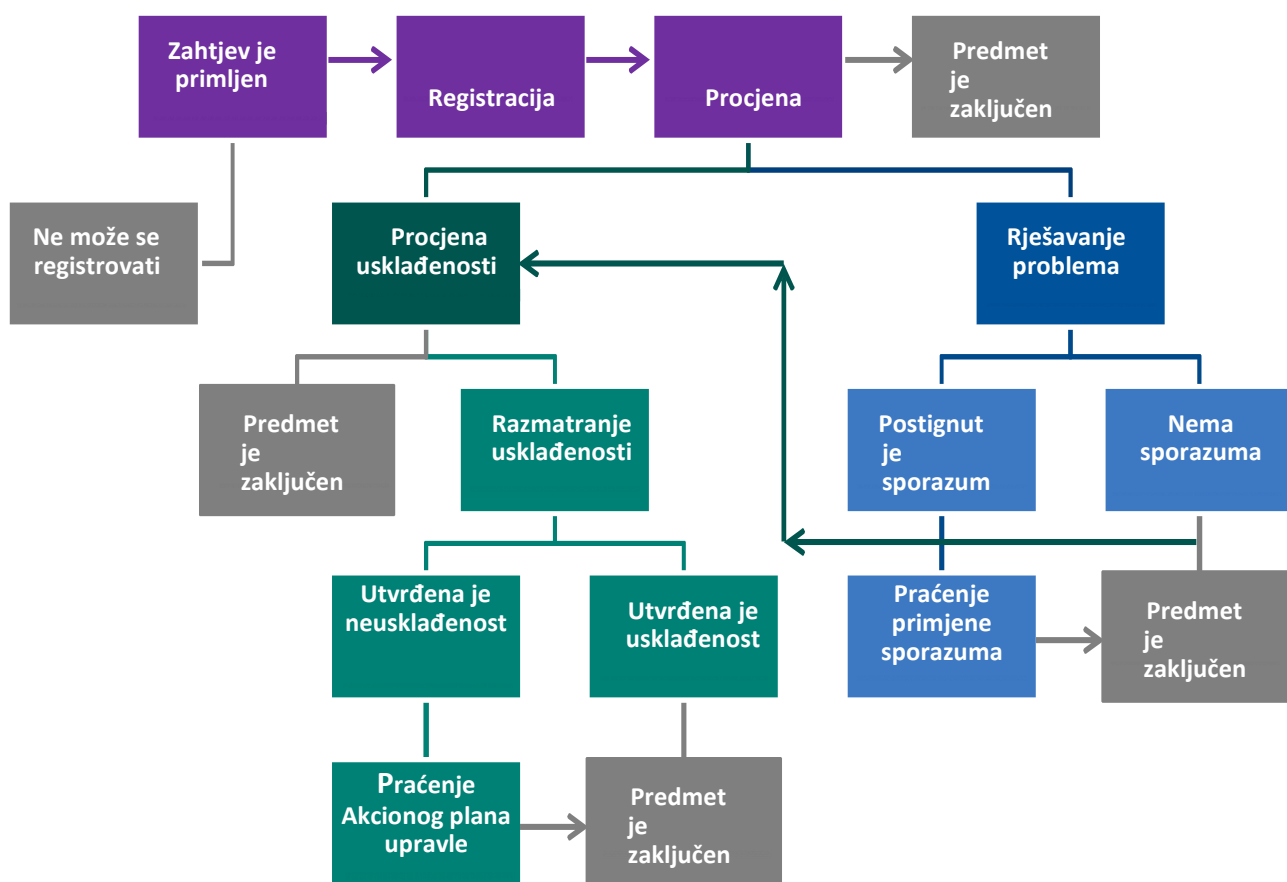 Zahtjev je
primljen
Registracija
Procjena
Predmet
je
zaključen
Ne može se
registrovati
Procjena
usklađenosti
Rješavanje
problema
Predmet
je
zaključen
Razmatranje
usklađenosti
Postignut
je
sporazum
Nema
sporazuma
Utvrđena je
neusklađenost
Utvrđena je
usklađenost
Praćenje
primjene
sporazuma
Predmet
je
zaključen
Praćenje
Akcionog plana
upravle
Predmet
je
zaključen